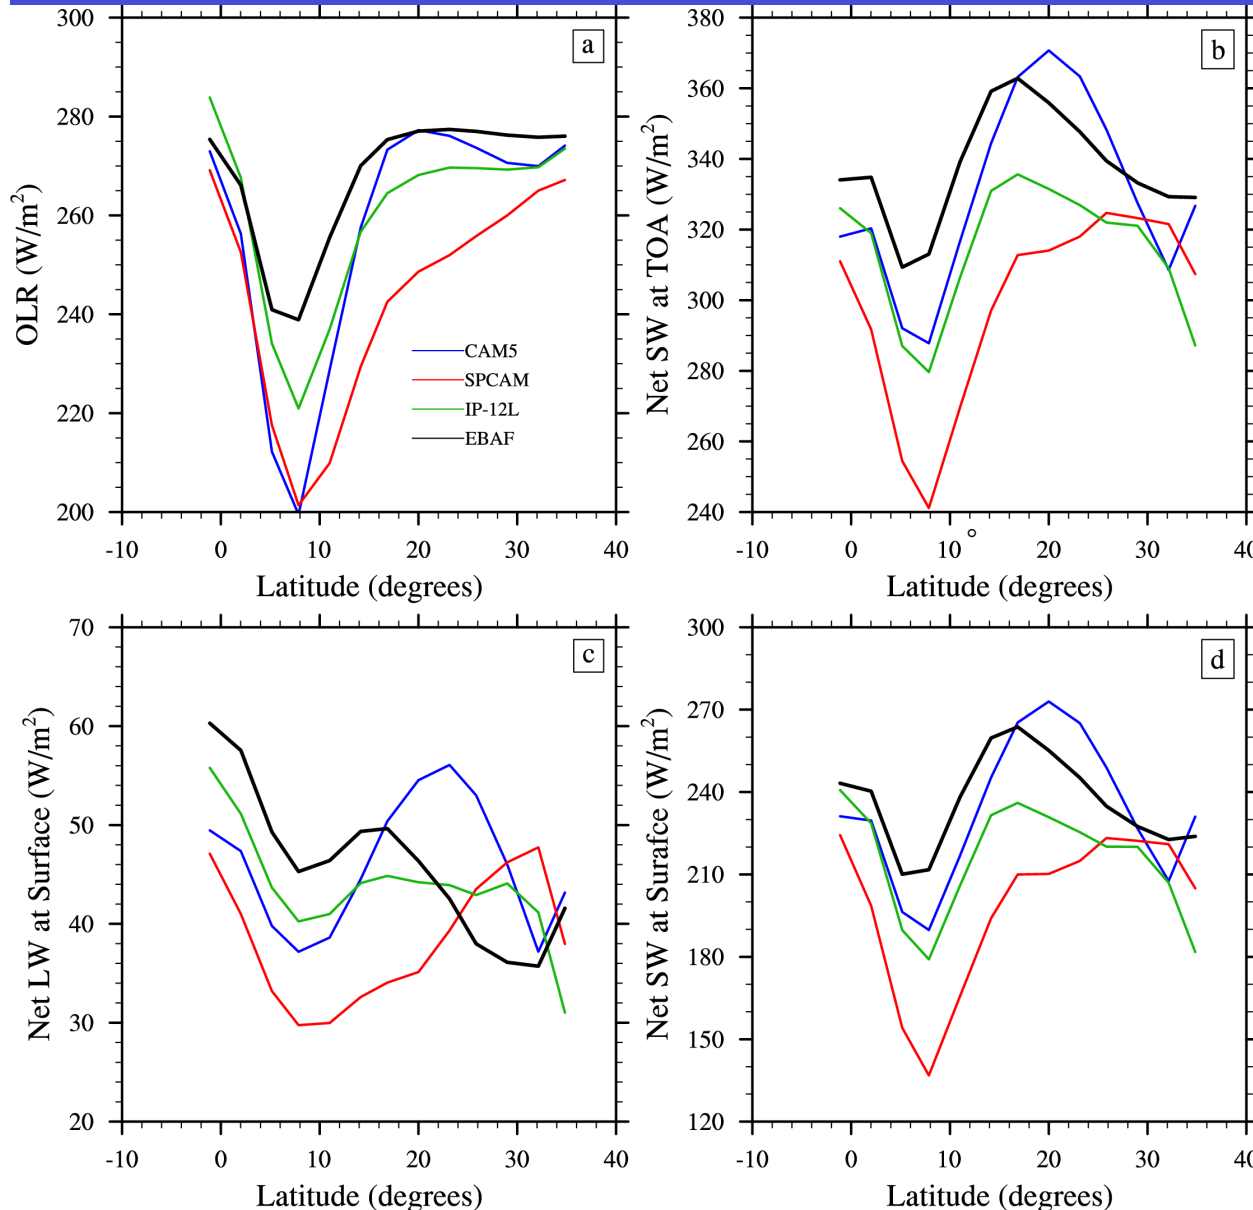 a
300
280
260
240
220
200
OLR (W/m²)
CAM5
SPCAM
IP-12L
EBAF
-10 0 10 20 30 40
Latitude (degrees)
b
380
360
340
320
300
280
260
240
Net SW at TOA (W/m²)
-10 0 10° 20 30 40
Latitude (degrees)
c
70
60
50
40
30
20
Net LW at Surface (W/m²)
-10 0 10 20 30 40
Latitude (degrees)
d
300
270
240
210
180
150
120
Net SW at Surafce (W/m²)
-10 0 10 20 30 40
Latitude (degrees)